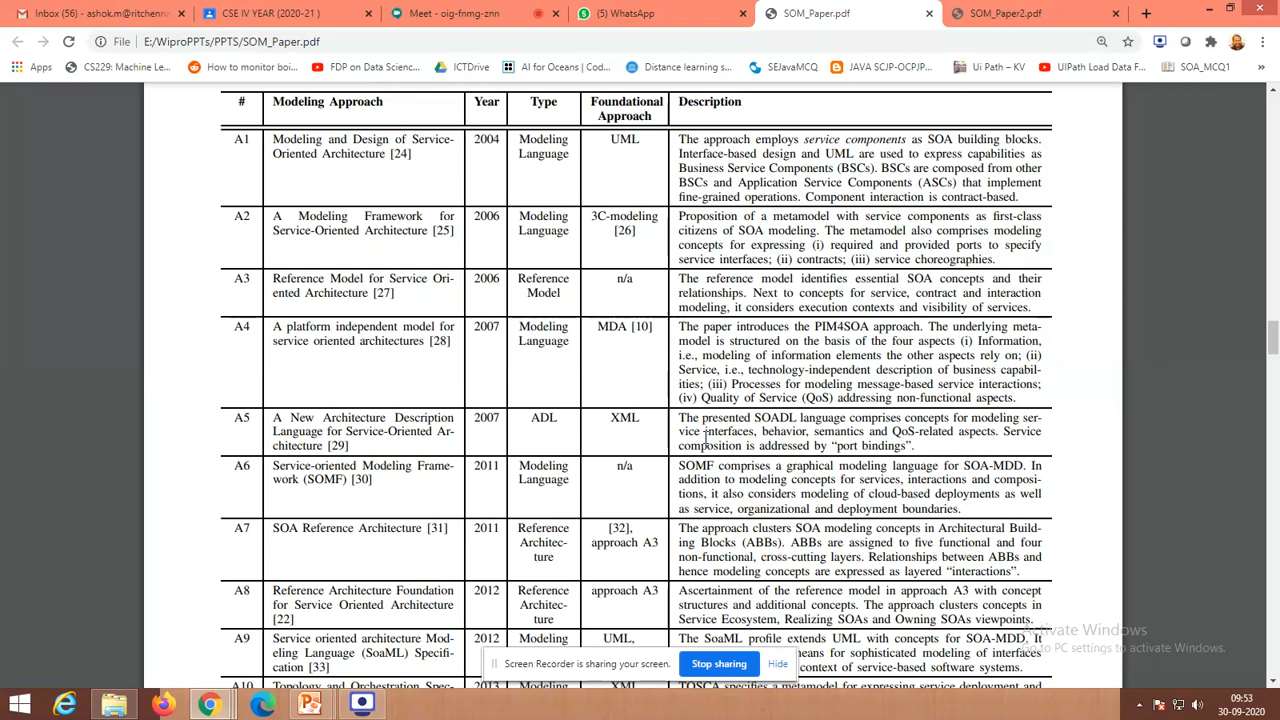 Inbox (56) - ashok.m@ritchenna
CSE IV YEAR (2020-21 )
Meet - oig-fnmg-znn
(5) WhatsApp
SOM_Paper.pdf
SOM_Paper2.pdf
File
E:/WiproPPTs/PPTS/SOM_Paper.pdf
Apps
CS229: Machine Le...
How to monitor boi...
FDP on Data Scienc...
ICTDrive
AI for Oceans | Cod...
Distance learning s...
SEJavaMCQ
JAVA SCJP-OCPJP...
Ui Path – KV
UIPath Load Data F...
SOA_MCQ1
»
# Modeling Approach Year Type Foundational Approach Description
A1 Modeling and Design of Service-Oriented Architecture [24] 2004 Modeling Language UML
The approach employs service components as SOA building blocks.
Interface-based design and UML are used to express capabilities as
Business Service Components (BSCs). BSCs are composed from other
BSCs and Application Service Components (ASCs) that implement
fine-grained operations. Component interaction is contract-based.
A2 A Modeling Framework for Service-Oriented Architecture [25] 2006 Modeling Language 3C-modeling [26]
Proposition of a metamodel with service components as first-class
citizens of SOA modeling. The metamodel also comprises modeling
concepts for expressing (i) required and provided ports to specify
service interfaces; (ii) contracts; (iii) service choreographies.
A3 Reference Model for Service Ori-ented Architecture [27] 2006 Reference Model n/a
The reference model identifies essential SOA concepts and their
relationships. Next to concepts for service, contract and interaction
modeling, it considers execution contexts and visibility of services.
A4 A platform independent model for service oriented architectures [28] 2007 Modeling Language MDA [10]
The paper introduces the PIM4SOA approach. The underlying meta-
model is structured on the basis of the four aspects (i) Information,
i.e., modeling of information elements the other aspects rely on; (ii)
Service, i.e., technology-independent description of business capabil-
ities; (iii) Processes for modeling message-based service interactions;
(iv) Quality of Service (QoS) addressing non-functional aspects.
A5 A New Architecture Description Language for Service-Oriented Ar-chitecture [29] 2007 ADL XML
The presented SOADL language comprises concepts for modeling ser-
vice interfaces, behavior, semantics and QoS-related aspects. Service
composition is addressed by “port bindings”.
A6 Service-oriented Modeling Frame-work (SOMF) [30] 2011 Modeling Language n/a
SOMF comprises a graphical modeling language for SOA-MDD. In
addition to modeling concepts for services, interactions and composi-
tions, it also considers modeling of cloud-based deployments as well
as service, organizational and deployment boundaries.
A7 SOA Reference Architecture [31] 2011 Reference Architec-ture [32], approach A3
The approach clusters SOA modeling concepts in Architectural Build-
ing Blocks (ABBs). ABBs are assigned to five functional and four
non-functional, cross-cutting layers. Relationships between ABBs and
hence modeling concepts are expressed as layered “interactions”.
A8 Reference Architecture Foundation for Service Oriented Architecture [22] 2012 Reference Architec-ture approach A3
Ascertainment of the reference model in approach A3 with concept
structures and additional concepts. The approach clusters concepts in
Service Ecosystem, Realizing SOAs and Owning SOAs viewpoints.
A9 Service oriented architecture Mod-eling Language (SoaML) Specifi-cation [33] 2012 Modeling UML,
The SoaML profile extends UML with concepts for SOA-MDD. It
means for sophisticated modeling of interfaces
context of service-based software systems.
A10 Topology and Orchestration Spec- 2013 Modeling XML
TOSCA specifies a metamodel for expressing service deployment and
Screen Recorder is sharing your screen.
Stop sharing
Hide
Activate Windows
Go to PC settings to activate Windows.
09:53
30-09-2020